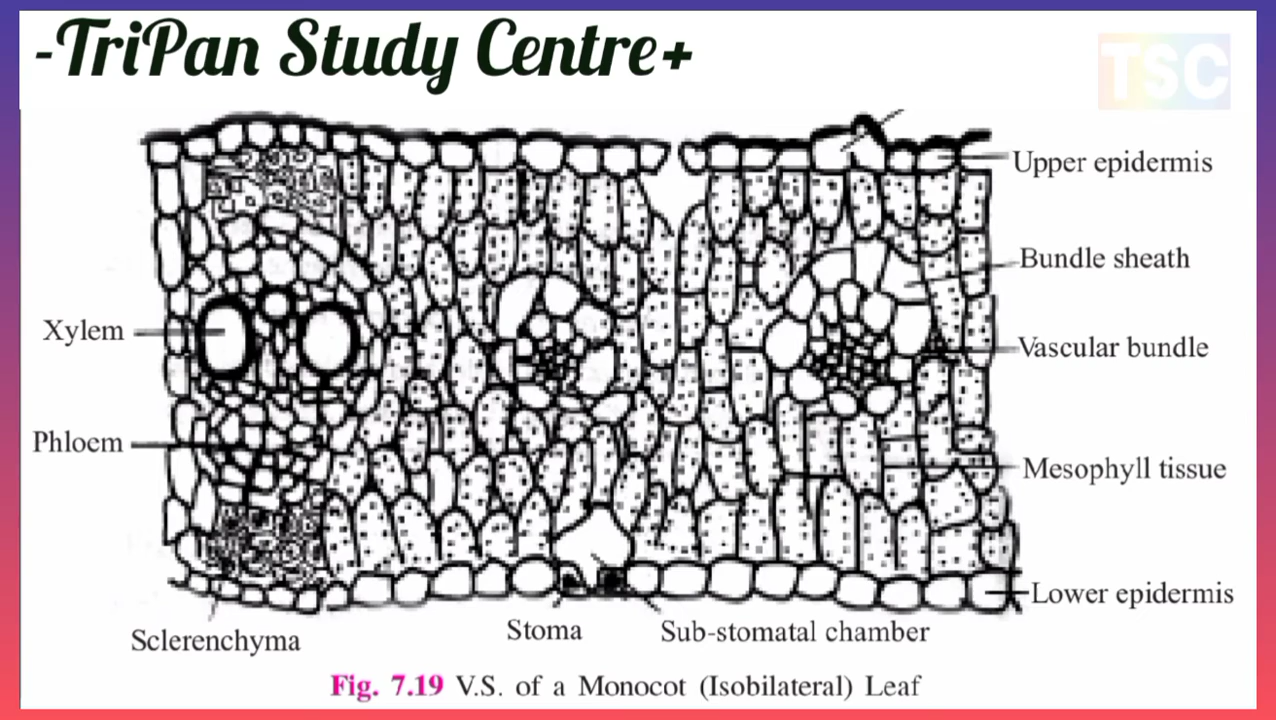 -TriPan Study Centre+
TSC
Upper epidermis
Bundle sheath
Xylem
Vascular bundle
Phloem
Mesophyll tissue
Lower epidermis
Stoma
Sub-stomatal chamber
Sclerenchyma
Fig. 7.19 V.S. of a Monocot (Isobilateral) Leaf